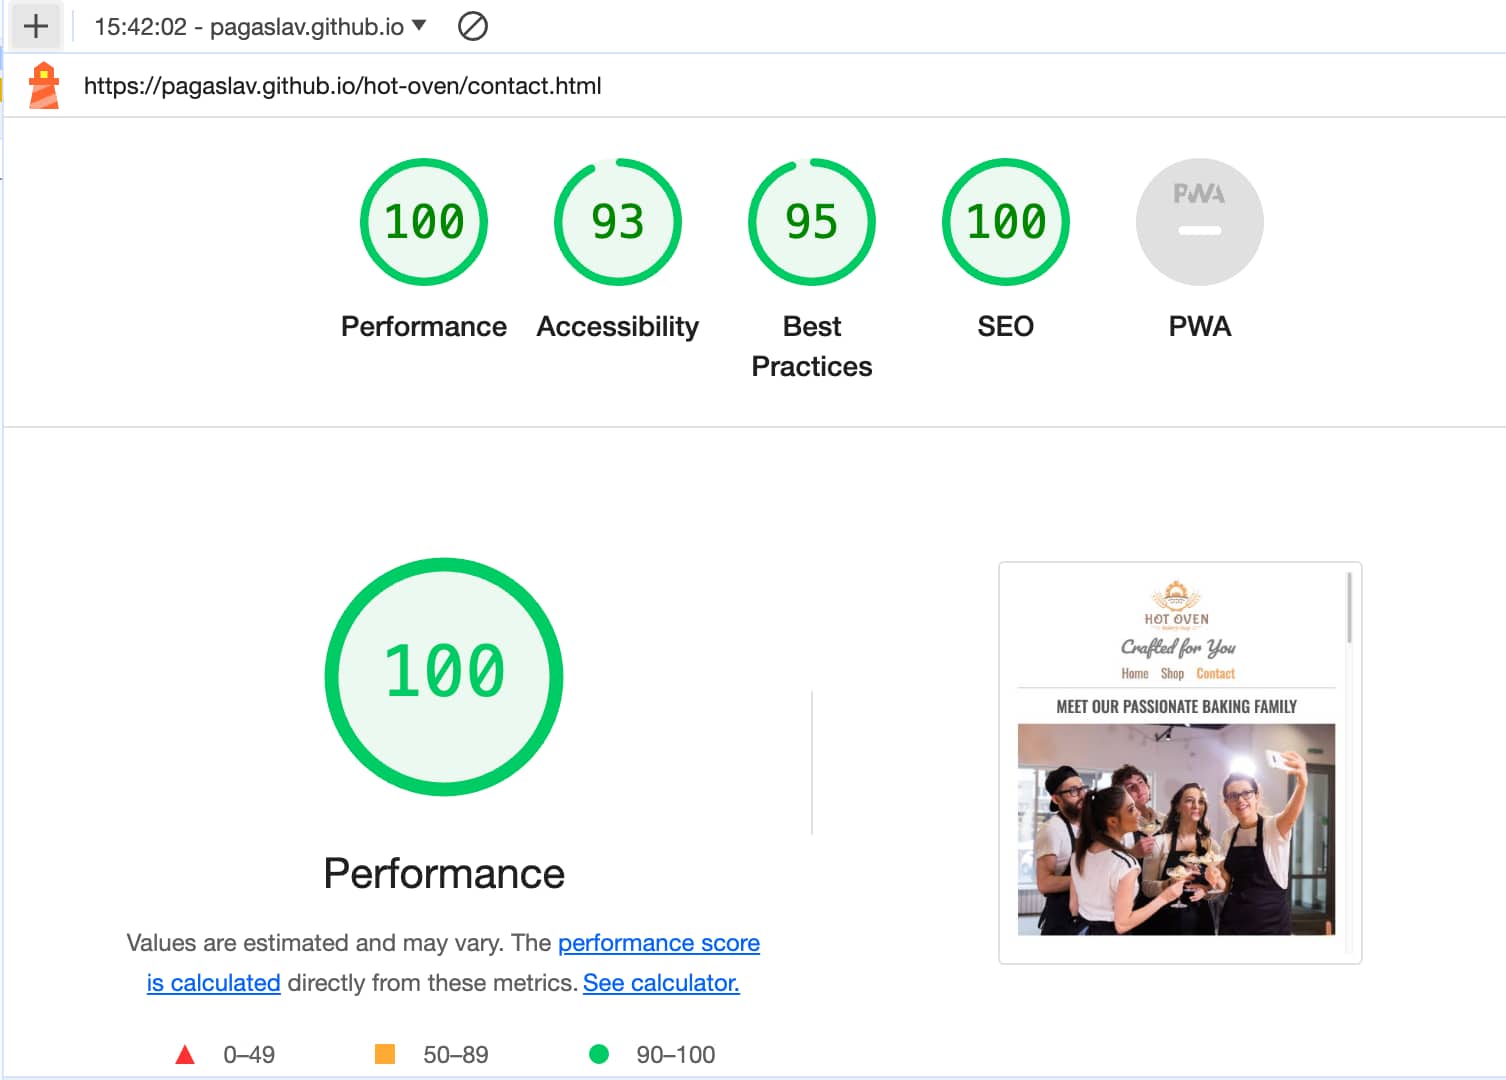 15:42:02 - pagaslav.github.io
https://pagaslav.github.io/hot-oven/contact.html
100
93
95
100
PWA
Performance
Accessibility
Best
Practices
SEO
PWA
100
Performance
Values are estimated and may vary. The performance score
is calculated directly from these metrics. See calculator.
0–49
50–89
90–100
HOT OVEN
Crafted for You
Home Shop Contact
MEET OUR PASSIONATE BAKING FAMILY